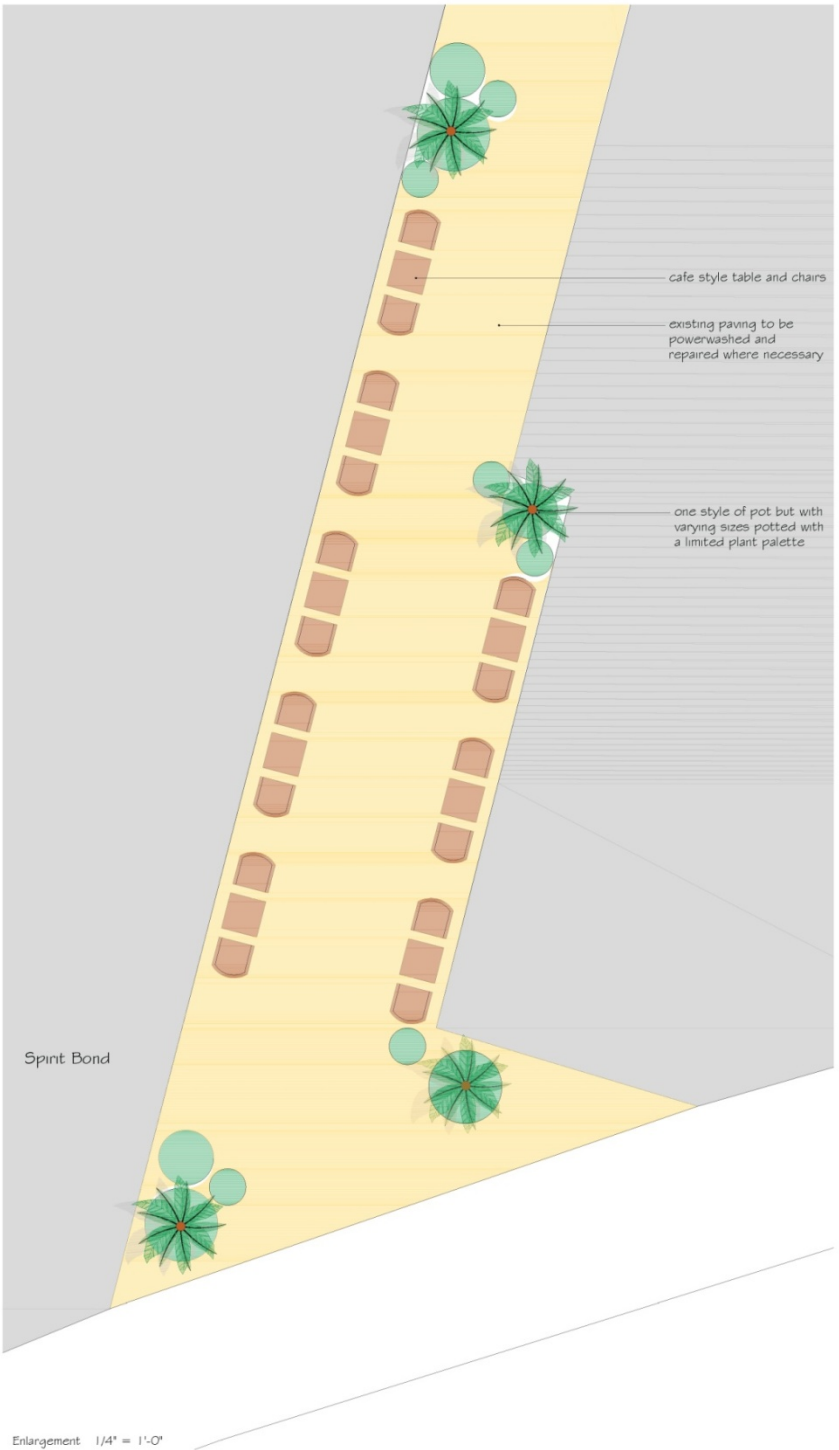 cafe style table and chairs
existing paving to be
powerwashed and
repaired where necessary
one style of pot but with
varying sizes potted with
a limited plant palette
Spirit Bond
Enlargement 1/4" = 1'-0"